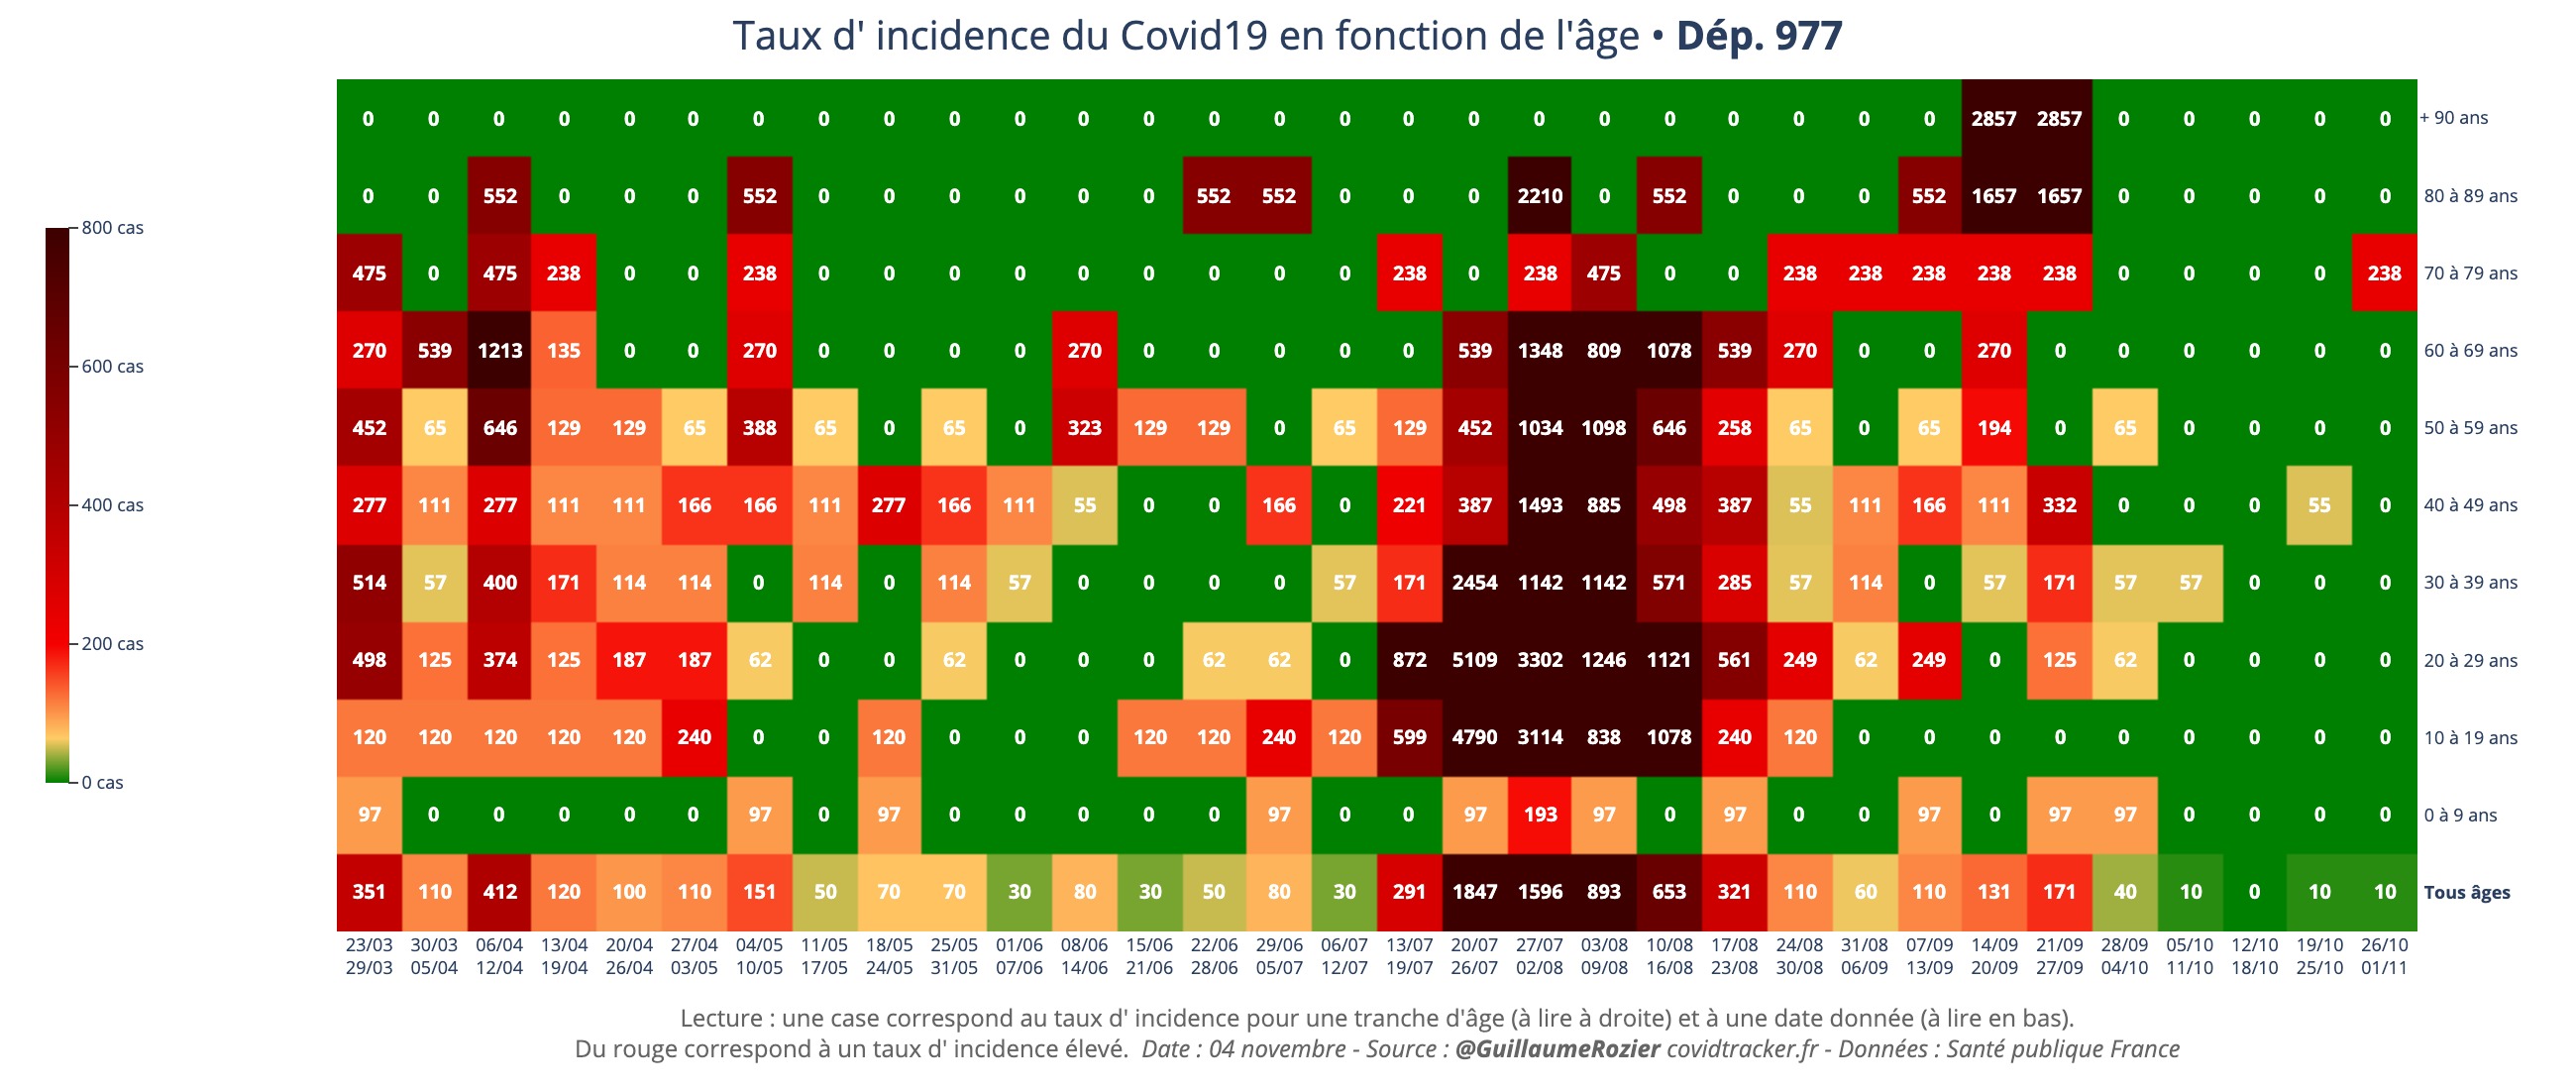 Taux d' incidence du Covid19 en fonction de l'âge • Dép. 977
0 0 0 0 0 0 0 0 0 0 0 0 0 0 0 0 0 0 0 0 0 0 0 0 0 2857 2857 0 0 0 0 0 + 90 ans
0 0 552 0 0 0 552 0 0 0 0 0 0 552 552 0 0 0 2210 0 552 0 0 0 552 1657 1657 0 0 0 0 0 80 à 89 ans
800 cas
475 0 475 238 0 0 238 0 0 0 0 0 0 0 0 0 238 0 238 475 0 0 238 238 238 238 238 0 0 0 0 238 70 à 79 ans
270 539 1213 135 0 0 270 0 0 0 0 270 0 0 0 0 0 539 1348 809 1078 539 270 0 0 270 0 0 0 0 0 0 60 à 69 ans
600 cas
452 65 646 129 129 65 388 65 0 65 0 323 129 129 0 65 129 452 1034 1098 646 258 65 0 65 194 0 65 0 0 0 0 50 à 59 ans
400 cas
277 111 277 111 111 166 166 111 277 166 111 55 0 0 166 0 221 387 1493 885 498 387 55 111 166 111 332 0 0 0 55 0 40 à 49 ans
514 57 400 171 114 114 0 114 0 114 57 0 0 0 0 57 171 2454 1142 1142 571 285 57 114 0 57 171 57 57 0 0 0 30 à 39 ans
200 cas
498 125 374 125 187 187 62 0 0 62 0 0 0 62 62 0 872 5109 3302 1246 1121 561 249 62 249 0 125 62 0 0 0 0 20 à 29 ans
120 120 120 120 120 240 0 0 120 0 0 0 120 120 240 120 599 4790 3114 838 1078 240 120 0 0 0 0 0 0 0 0 0 10 à 19 ans
0 cas
97 0 0 0 0 0 97 0 97 0 0 0 0 0 97 0 0 97 193 97 0 97 0 0 97 0 97 97 0 0 0 0 0 à 9 ans
351 110 412 120 100 110 151 50 70 70 30 80 30 50 80 30 291 1847 1596 893 653 321 110 60 110 131 171 40 10 0 10 10 Tous âges
23/03 30/03 06/04 13/04 20/04 27/04 04/05 11/05 18/05 25/05 01/06 08/06 15/06 22/06 29/06 06/07 13/07 20/07 27/07 03/08 10/08 17/08 24/08 31/08 07/09 14/09 21/09 28/09 05/10 12/10 19/10 26/10
29/03 05/04 12/04 19/04 26/04 03/05 10/05 17/05 24/05 31/05 07/06 14/06 21/06 28/06 05/07 12/07 19/07 26/07 02/08 09/08 16/08 23/08 30/08 06/09 13/09 20/09 27/09 04/10 11/10 18/10 25/10 01/11
Lecture : une case correspond au taux d' incidence pour une tranche d'âge (à lire à droite) et à une date donnée (à lire en bas).
Du rouge correspond à un taux d' incidence élevé. Date : 04 novembre - Source : @GuillaumeRozier covidtracker.fr - Données : Santé publique France